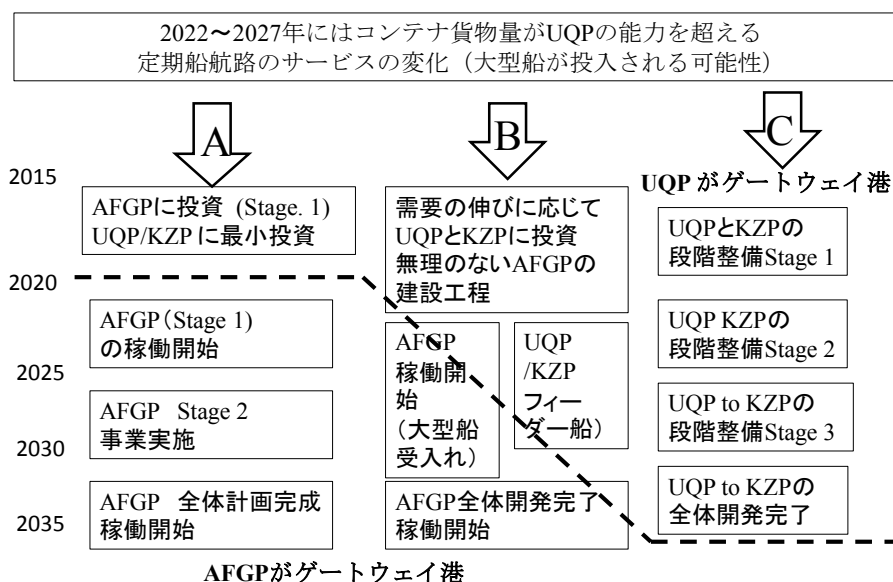 2022～2027年にはコンテナ貨物量がUQPの能力を超える
定期船航路のサービスの変化（大型船が投入される可能性）
A
B
C
2015
2020
2025
2030
2035
AFGPに投資 (Stage. 1)
UQP/KZP に最小投資
AFGP（Stage 1)
の稼働開始
AFGP Stage 2
事業実施
AFGP 全体計画完成
稼働開始
需要の伸びに応じて
UQPとKZPに投資
無理のないAFGPの
建設工程
AFGP
稼働開
始
（大型船
受入れ）
UQP
/KZP
フィー
ダー船）
AFGP全体開発完了
稼働開始
UQP がゲートウェイ港
UQPとKZPの
段階整備Stage 1
UQP KZPの
段階整備Stage 2
UQP to KZPの
段階整備Stage 3
UQP to KZPの
全体開発完了
AFGPがゲートウェイ港